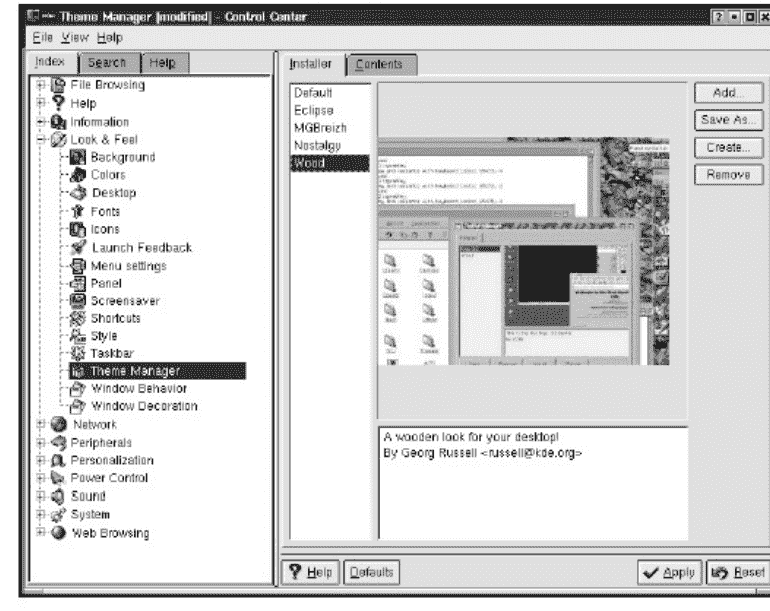 Theme Manager [modified] - Control Center
File View Help
Index Search Help
File Browsing
Help
Information
Look & Feel
Background
Colors
Desktop
Fonts
Icons
Launch Feedback
Menu settings
Panel
Screensaver
Shortcuts
Style
Taskbar
Theme Manager
Window Behavior
Window Decoration
Network
Peripherals
Personalization
Power Control
Sound
System
Web Browsing
Installer Contents
Default
Eclipse
MGBreizh
Nostalgy
Wood
Add...
Save As...
Create...
Remove
A wooden look for your desktop!
By Georg Russell <russell@kde.org>
Help Defaults Apply Reset